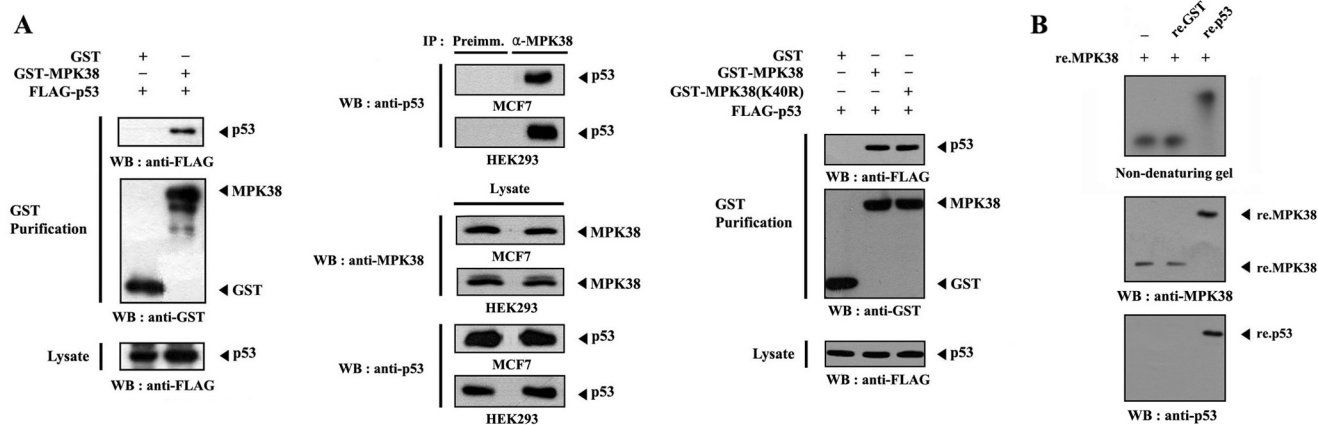 A
GST + –
GST-MPK38 – +
FLAG-p53 + +
GST Purification
p53
WB : anti-FLAG
MPK38
GST
WB : anti-GST
Lysate
p53
WB : anti-FLAG
IP : Preimm. α-MPK38
WB : anti-p53
p53
MCF7
p53
HEK293
Lysate
WB : anti-MPK38
MPK38
MCF7
MPK38
HEK293
WB : anti-p53
p53
MCF7
p53
HEK293
GST + – –
GST-MPK38 – + –
GST-MPK38(K40R) – – +
FLAG-p53 + + +
GST Purification
p53
WB : anti-FLAG
MPK38
GST
WB : anti-GST
Lysate
p53
WB : anti-FLAG
B
– re.GST re.p53
re.MPK38 + + +
Non-denaturing gel
re.MPK38
re.MPK38
WB : anti-MPK38
re.p53
WB : anti-p53